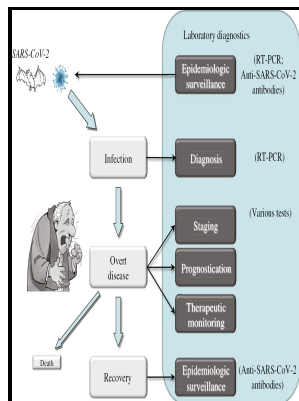 Laboratory diagnostics
SARS-CoV-2
Epidemiologic
surveillance
(RT-PCR;
Anti-SARS-CoV-2
antibodies)
Infection
Diagnosis
(RT-PCR)
Staging
(Various tests)
Overt
disease
Prognostication
Therapeutic
monitoring
Death
Recovery
Epidemiologic
surveillance
(Anti-SARS-CoV-2
antibodies)